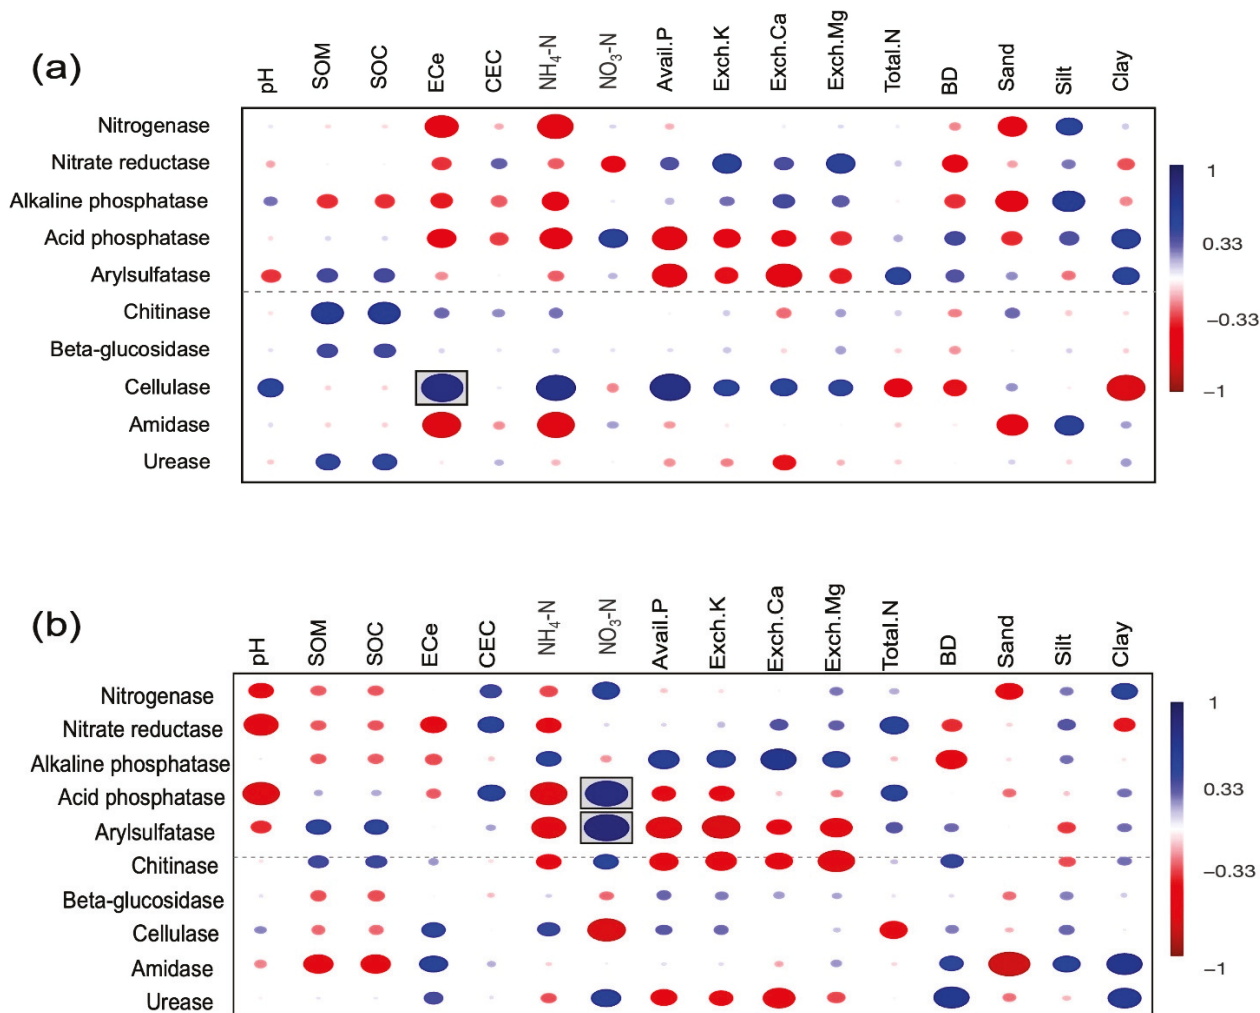 (a)
pH SOM SOC ECe CEC NH₄-N NO₃-N Avail.P Exch.K Exch.Ca Exch.Mg Total.N BD Sand Silt Clay
Nitrogenase
Nitrate reductase
Alkaline phosphatase
Acid phosphatase
Arylsulfatase
Chitinase
Beta-glucosidase
Cellulase
Amidase
Urease
1
0.33
−0.33
−1
(b)
pH SOM SOC ECe CEC NH₄-N NO₃-N Avail.P Exch.K Exch.Ca Exch.Mg Total.N BD Sand Silt Clay
Nitrogenase
Nitrate reductase
Alkaline phosphatase
Acid phosphatase
Arylsulfatase
Chitinase
Beta-glucosidase
Cellulase
Amidase
Urease
1
0.33
−0.33
−1